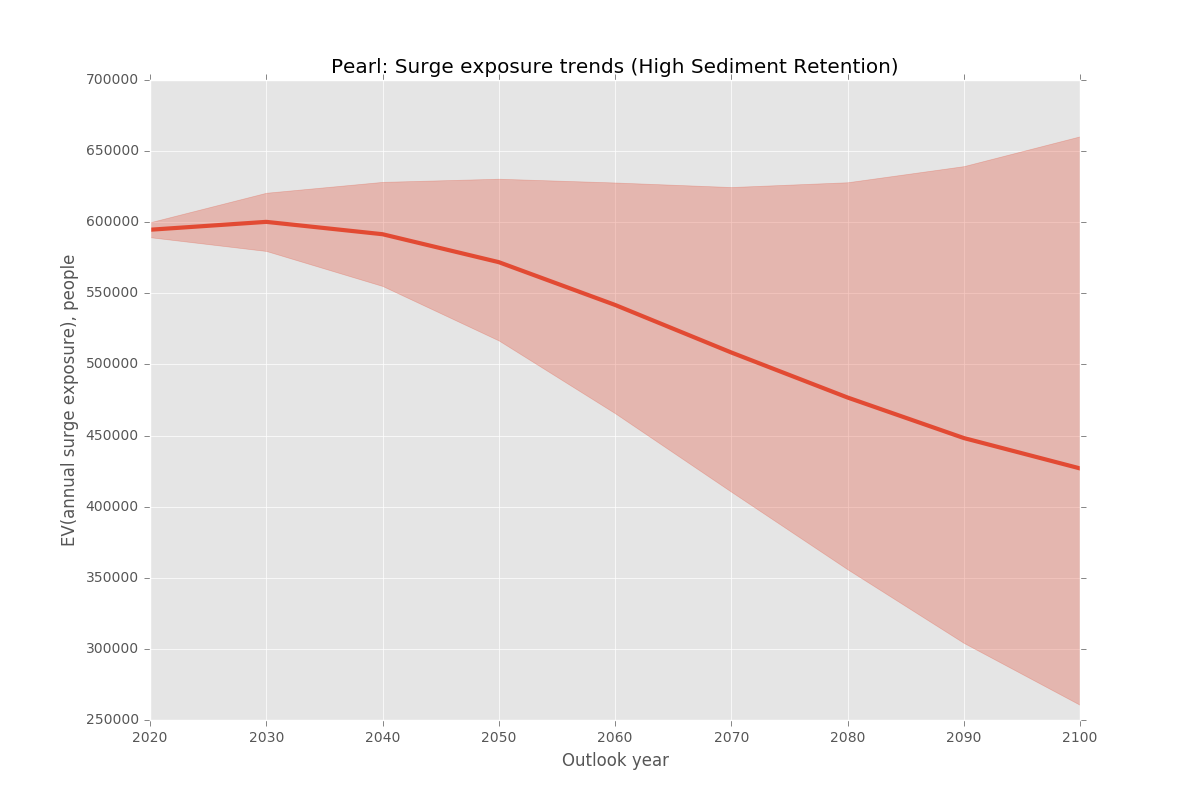 Pearl: Surge exposure trends (High Sediment Retention)
EV(annual surge exposure), people
700000
650000
600000
550000
500000
450000
400000
350000
300000
250000
2020 2030 2040 2050 2060 2070 2080 2090 2100
Outlook year